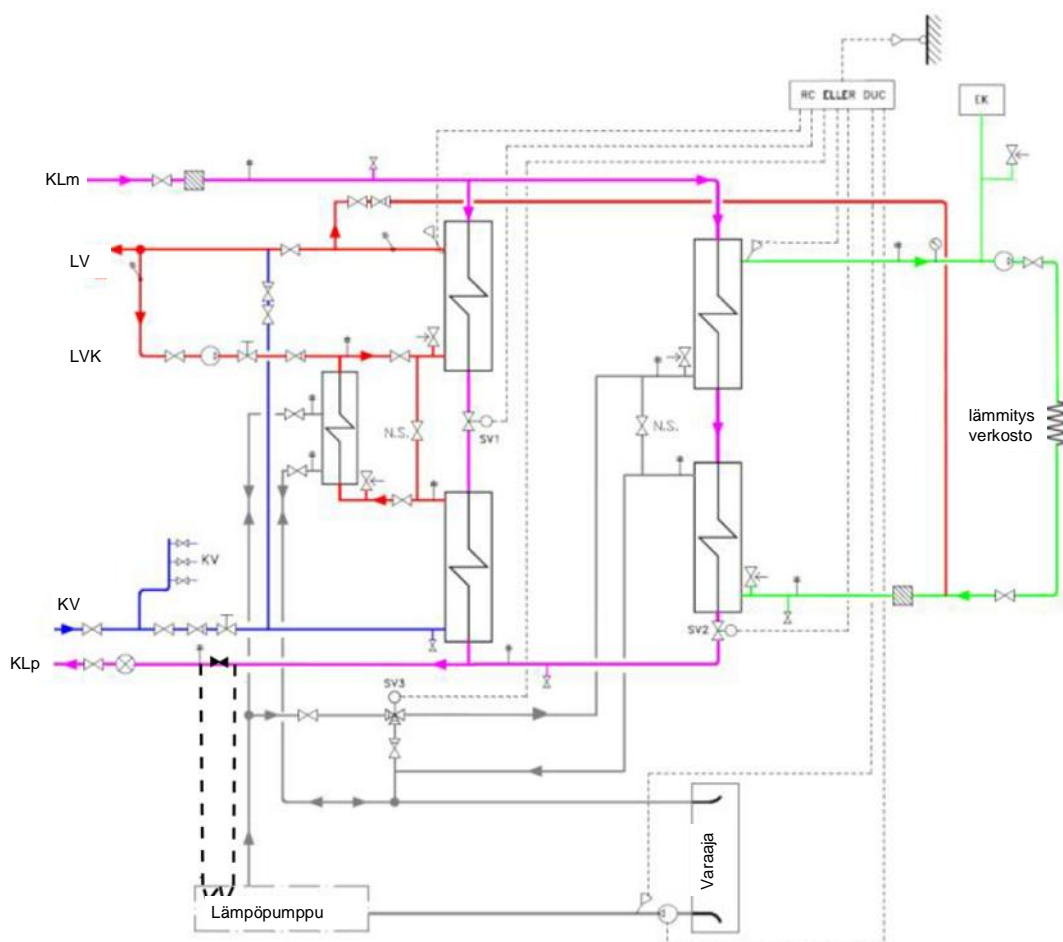 RC ELLER DUC
EK
KLm
LV
LVK
N.S.
SV1
N.S.
lämmitys
verkosto
KV
KV
SV2
KLp
SV3
Varaaja
Lämpöpumppu